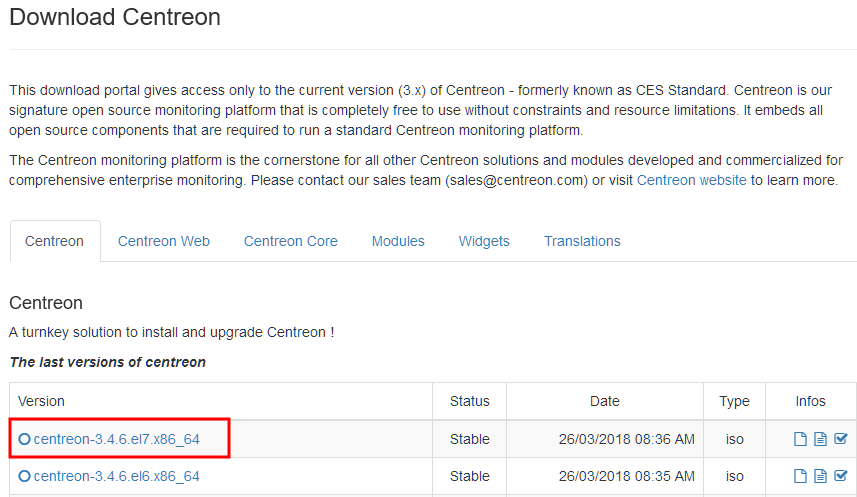 Download Centreon
This download portal gives access only to the current version (3.x) of Centreon - formerly known as CES Standard. Centreon is our
signature open source monitoring platform that is completely free to use without constraints and resource limitations. It embeds all
open source components that are required to run a standard Centreon monitoring platform.
The Centreon monitoring platform is the cornerstone for all other Centreon solutions and modules developed and commercialized for
comprehensive enterprise monitoring. Please contact our sales team (sales@centreon.com) or visit Centreon website to learn more.
Centreon Centreon Web Centreon Core Modules Widgets Translations
Centreon
A turnkey solution to install and upgrade Centreon !
The last versions of centreon
Version Status Date Type Infos
centreon-3.4.6.el7.x86_64 Stable 26/03/2018 08:36 AM iso
centreon-3.4.6.el6.x86_64 Stable 26/03/2018 08:35 AM iso